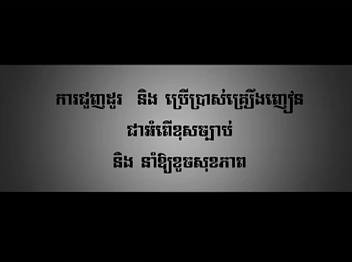 ការជួញដូរ និង ប្រើប្រាស់គ្រឿងញៀន
ជាអំពើខុសច្បាប់
និង នាំឱ្យខូចសុខភាព